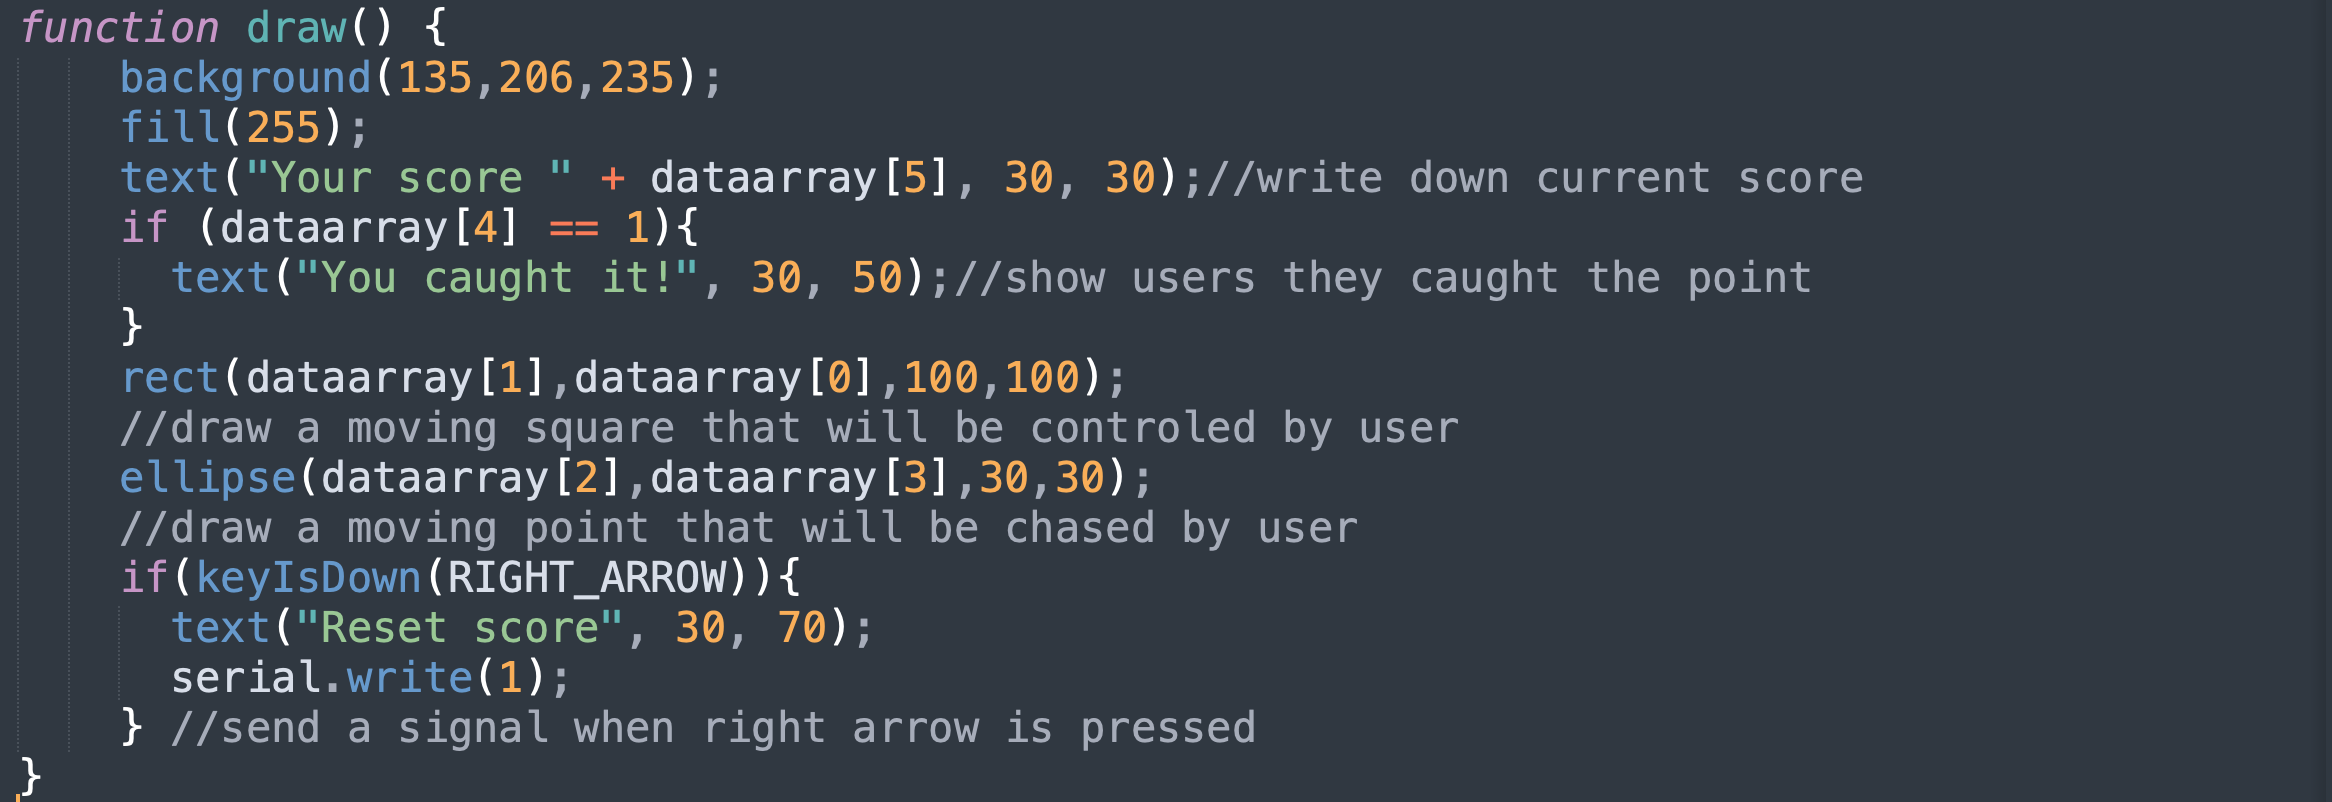 function draw() {
background(135,206,235);
fill(255);
text("Your score " + dataarray[5], 30, 30);//write down current score
if (dataarray[4] == 1){
text("You caught it!", 30, 50);//show users they caught the point
}
rect(dataarray[1],dataarray[0],100,100);
//draw a moving square that will be controled by user
ellipse(dataarray[2],dataarray[3],30,30);
//draw a moving point that will be chased by user
if(keyIsDown(RIGHT_ARROW)){
text("Reset score", 30, 70);
serial.write(1);
} //send a signal when right arrow is pressed
}